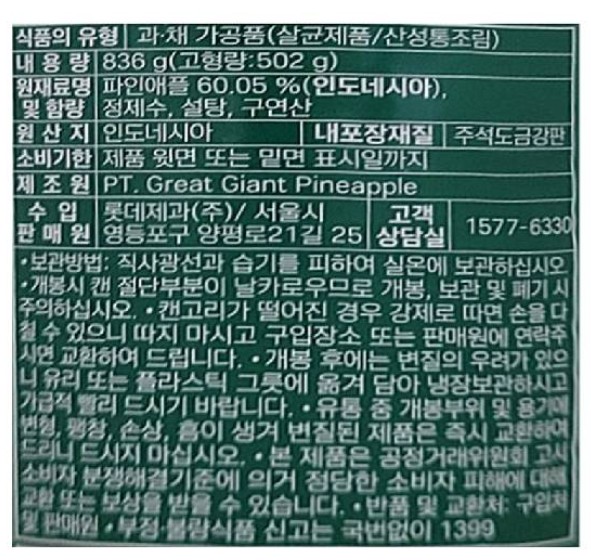 식품의 유형 과·채 가공품(살균제품/산성통조림)
내 용 량 836 g(고형량:502 g)
원재료명 및 함량 파인애플 60.05 %(인도네시아),
정제수, 설탕, 구연산
원 산 지 인도네시아 내포장재질 주석도금강판
소비기한 제품 윗면 또는 밑면 표시일까지
제 조 원 PT. Great Giant Pineapple
수 입 판 매 원 롯데제과(주)/ 서울시
영등포구 양평로21길 25 고객 상담실 1577-6330
•보관방법: 직사광선과 습기를 피하여 실온에 보관하십시오
•개봉시 캔 절단부분이 날카로우므로 개봉, 보관 및 폐기 시
주의하십시오. •캔고리가 떨어진 경우 강제로 따면 손을 다
칠 수 있으니 따지 마시고 구입장소 또는 판매원에 연락주
시면 교환하여 드립니다. •개봉 후에는 변질의 우려가 있으
니 유리 또는 플라스틱 그릇에 옮겨 담아 냉장보관하시고
가급적 빨리 드시기 바랍니다. •유통 중 개봉부위 및 용기에
변형, 팽창, 손상, 흠이 생겨 변질된 제품은 즉시 교환하여
드리니 드시지 마십시오. •본 제품은 공정거래위원회 고시
소비자 분쟁해결기준에 의거 정당한 소비자 피해에 대해
교환 또는 보상을 받을 수 있습니다. •반품 및 교환처: 구입처
및 판매원 •부정·불량식품 신고는 국번없이 1399